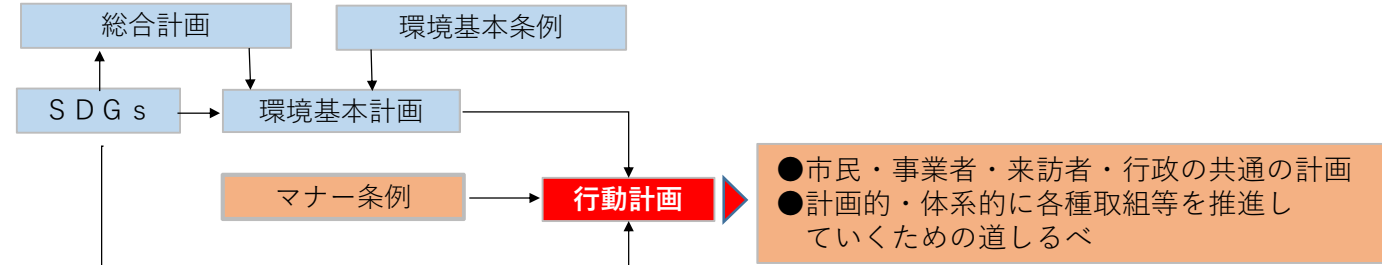 総合計画
環境基本条例
ＳＤＧｓ
環境基本計画
マナー条例
行動計画
●市民・事業者・来訪者・行政の共通の計画
●計画的・体系的に各種取組等を推進し
ていくための道しるべ